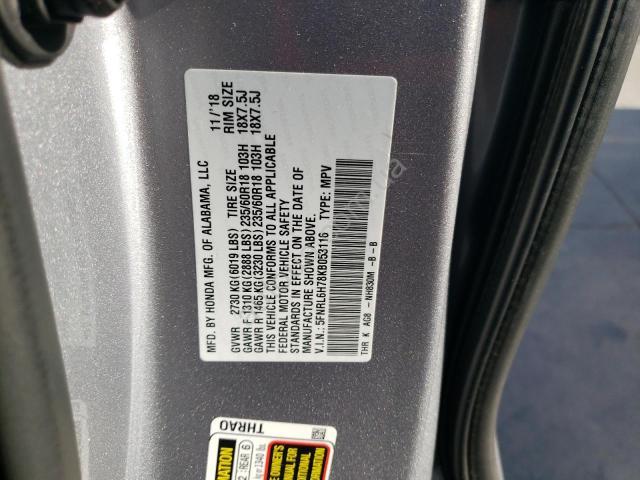 MFD. BY HONDA MFG. OF ALABAMA, LLC 11/'18
GVWR 2730 KG (6019 LBS) TIRE SIZE RIM SIZE
GAWR F 1310 KG (2888 LBS) 235/60R18 103H 18X7.5J
GAWR R 1465 KG (3230 LBS) 235/60R18 103H 18X7.5J
THIS VEHICLE CONFORMS TO ALL APPLICABLE
FEDERAL MOTOR VEHICLE SAFETY
STANDARDS IN EFFECT ON THE DATE OF
MANUFACTURE SHOWN ABOVE.
V.I.N.: 5FNRL6H78KB053116 TYPE: MPV
THR K AG8 -NH830M -B -B
THRA0
REAR 6